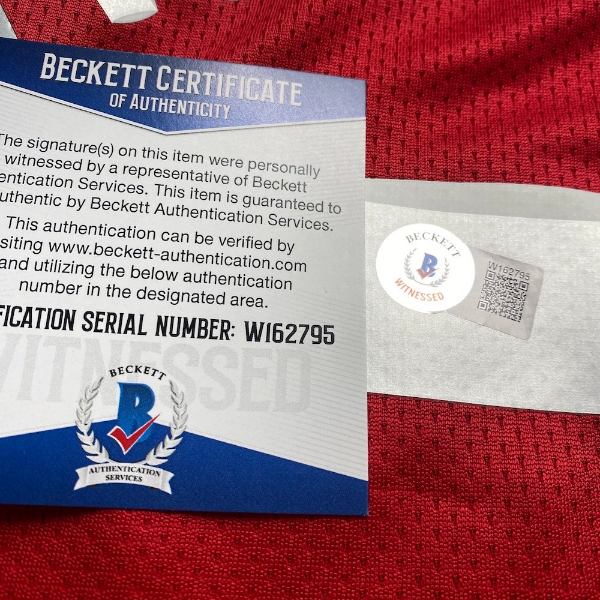 BECKETT CERTIFICATE
OF AUTHENTICITY
The signature(s) on this item were personally
witnessed by a representative of Beckett
entication Services. This item is guaranteed to
uthentic by Beckett Authentication Services.
This authentication can be verified by
siting www.beckett-authentication.com
and utilizing the below authentication
number in the designated area.
FICATION SERIAL NUMBER: W162795
WITNESSED
BECKETT
B
AUTHENTICATION
SERVICES
BECKETT
B
WITNESSED
W162795